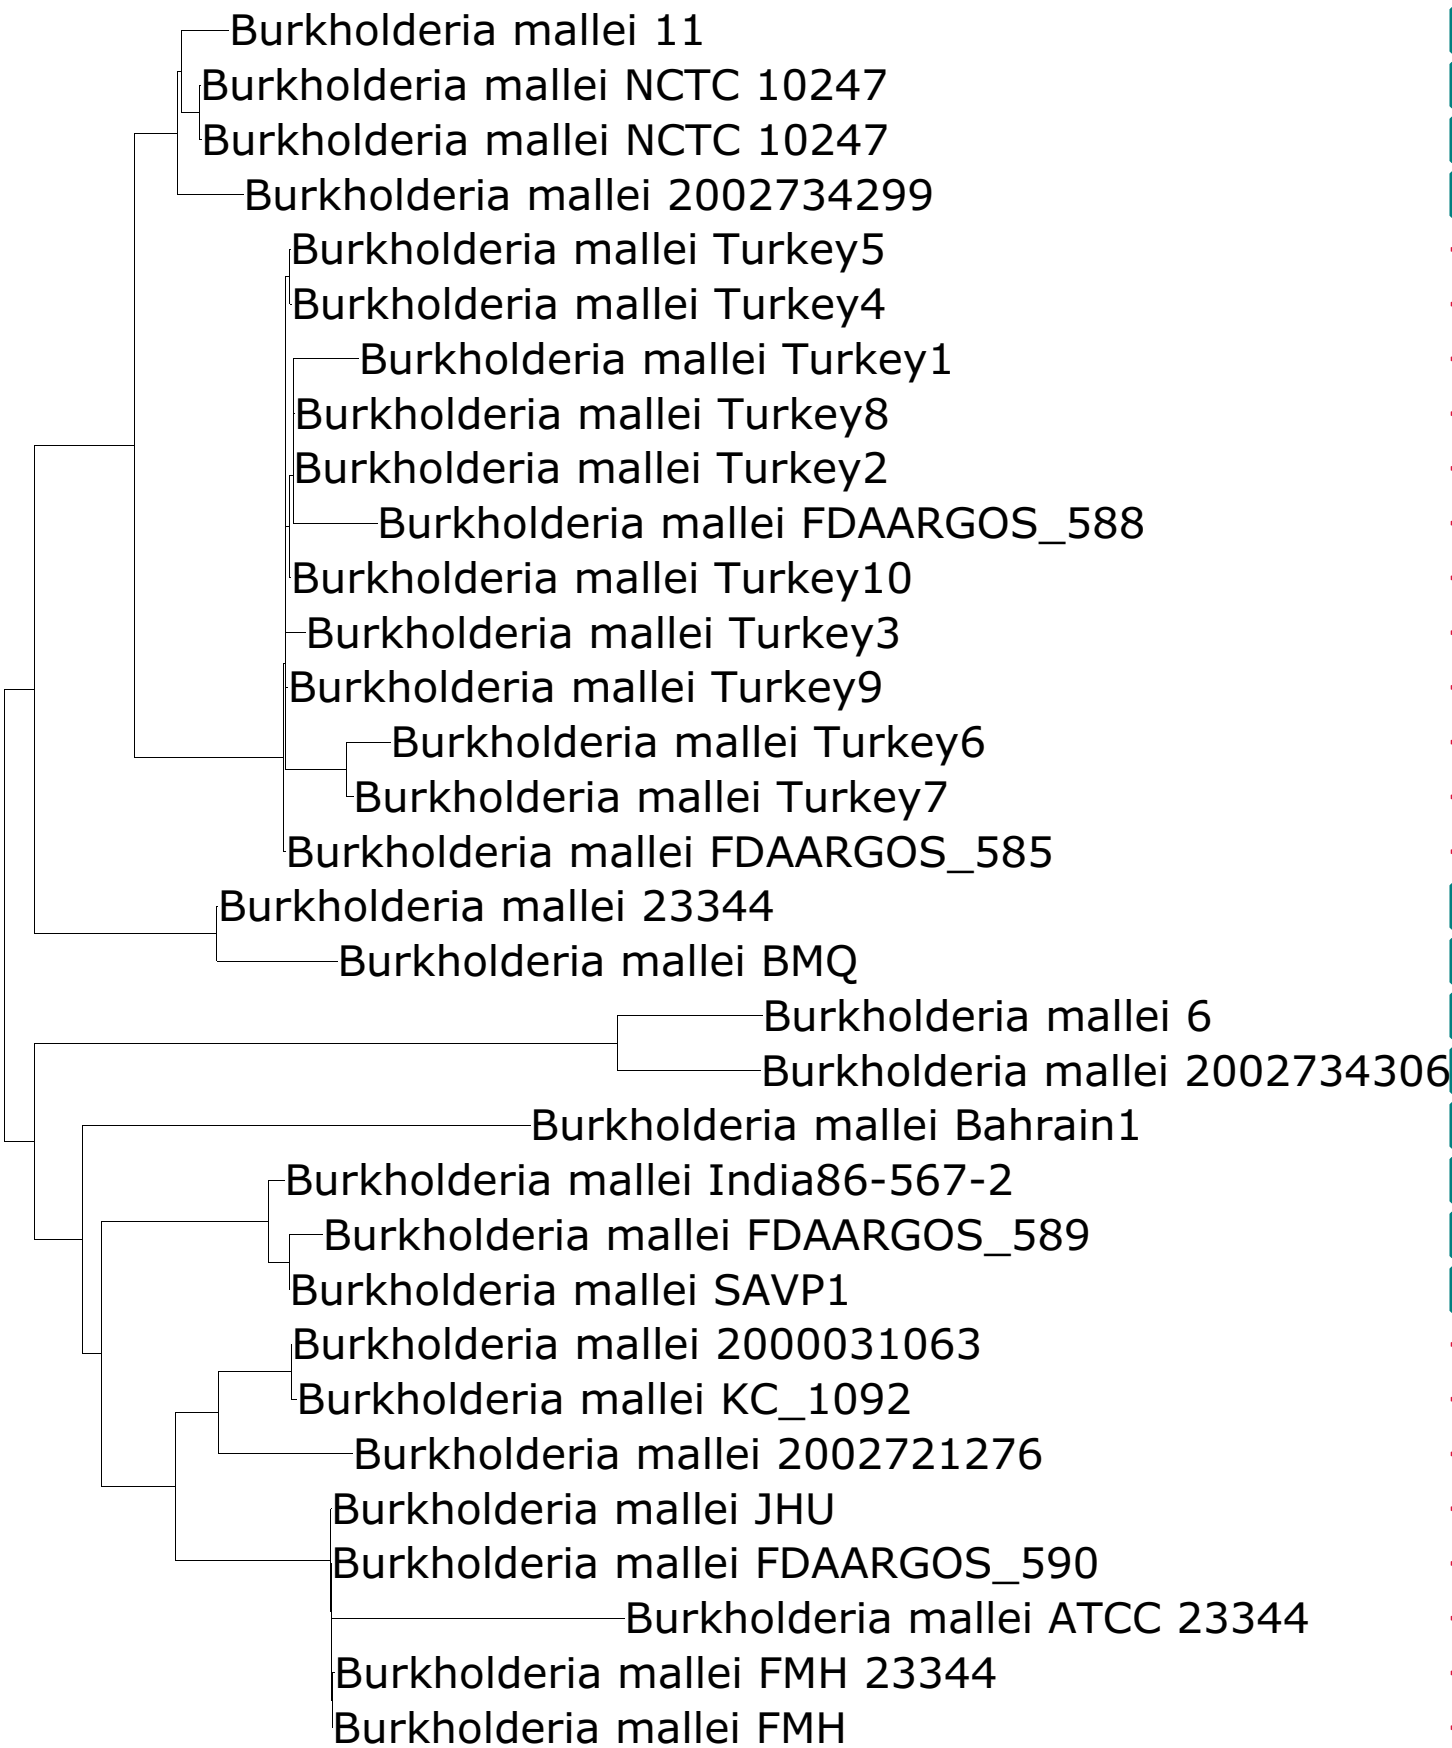 Burkholderia mallei 11
Burkholderia mallei NCTC 10247
Burkholderia mallei NCTC 10247
Burkholderia mallei 2002734299
Burkholderia mallei Turkey5
Burkholderia mallei Turkey4
Burkholderia mallei Turkey1
Burkholderia mallei Turkey8
Burkholderia mallei Turkey2
Burkholderia mallei FDAARGOS_588
Burkholderia mallei Turkey10
Burkholderia mallei Turkey3
Burkholderia mallei Turkey9
Burkholderia mallei Turkey6
Burkholderia mallei Turkey7
Burkholderia mallei FDAARGOS_585
Burkholderia mallei 23344
Burkholderia mallei BMQ
Burkholderia mallei 6
Burkholderia mallei 2002734306
Burkholderia mallei Bahrain1
Burkholderia mallei India86-567-2
Burkholderia mallei FDAARGOS_589
Burkholderia mallei SAVP1
Burkholderia mallei 2000031063
Burkholderia mallei KC_1092
Burkholderia mallei 2002721276
Burkholderia mallei JHU
Burkholderia mallei FDAARGOS_590
Burkholderia mallei ATCC 23344
Burkholderia mallei FMH 23344
Burkholderia mallei FMH